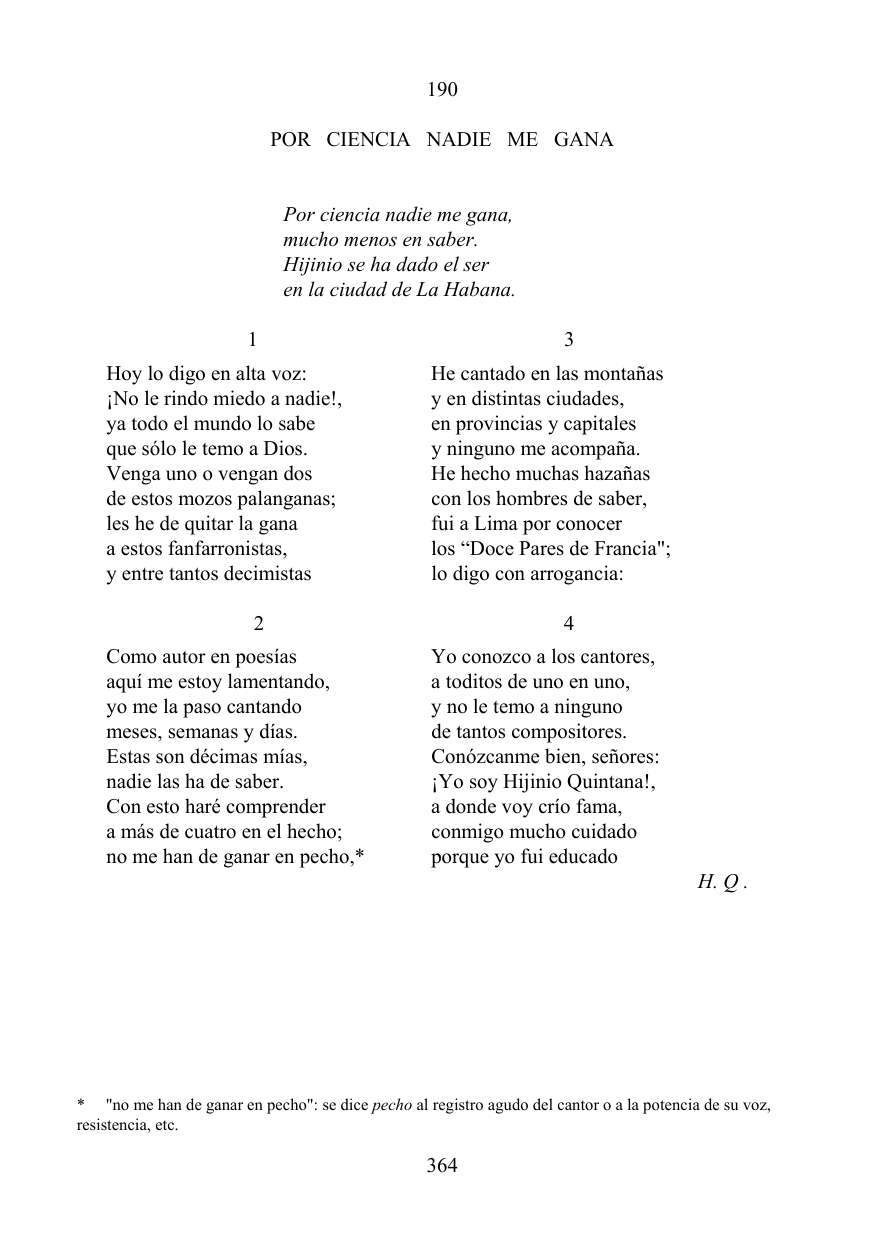 190
POR CIENCIA NADIE ME GANA
Por ciencia nadie me gana,
mucho menos en saber.
Hijinio se ha dado el ser
en la ciudad de La Habana.
1
Hoy lo digo en alta voz:
¡No le rindo miedo a nadie!,
ya todo el mundo lo sabe
que sólo le temo a Dios.
Venga uno o vengan dos
de estos mozos palanganas;
les he de quitar la gana
a estos fanfarronistas,
y entre tantos decimistas
2
Como autor en poesías
aquí me estoy lamentando,
yo me la paso cantando
meses, semanas y días.
Estas son décimas mías,
nadie las ha de saber.
Con esto haré comprender
a más de cuatro en el hecho;
no me han de ganar en pecho,*
3
He cantado en las montañas
y en distintas ciudades,
en provincias y capitales
y ninguno me acompaña.
He hecho muchas hazañas
con los hombres de saber,
fui a Lima por conocer
los “Doce Pares de Francia";
lo digo con arrogancia:
4
Yo conozco a los cantores,
a toditos de uno en uno,
y no le temo a ninguno
de tantos compositores.
Conózcanme bien, señores:
¡Yo soy Hijinio Quintana!,
a donde voy crío fama,
conmigo mucho cuidado
porque yo fui educado
H. Q .
* "no me han de ganar en pecho": se dice pecho al registro agudo del cantor o a la potencia de su voz,
resistencia, etc.
364